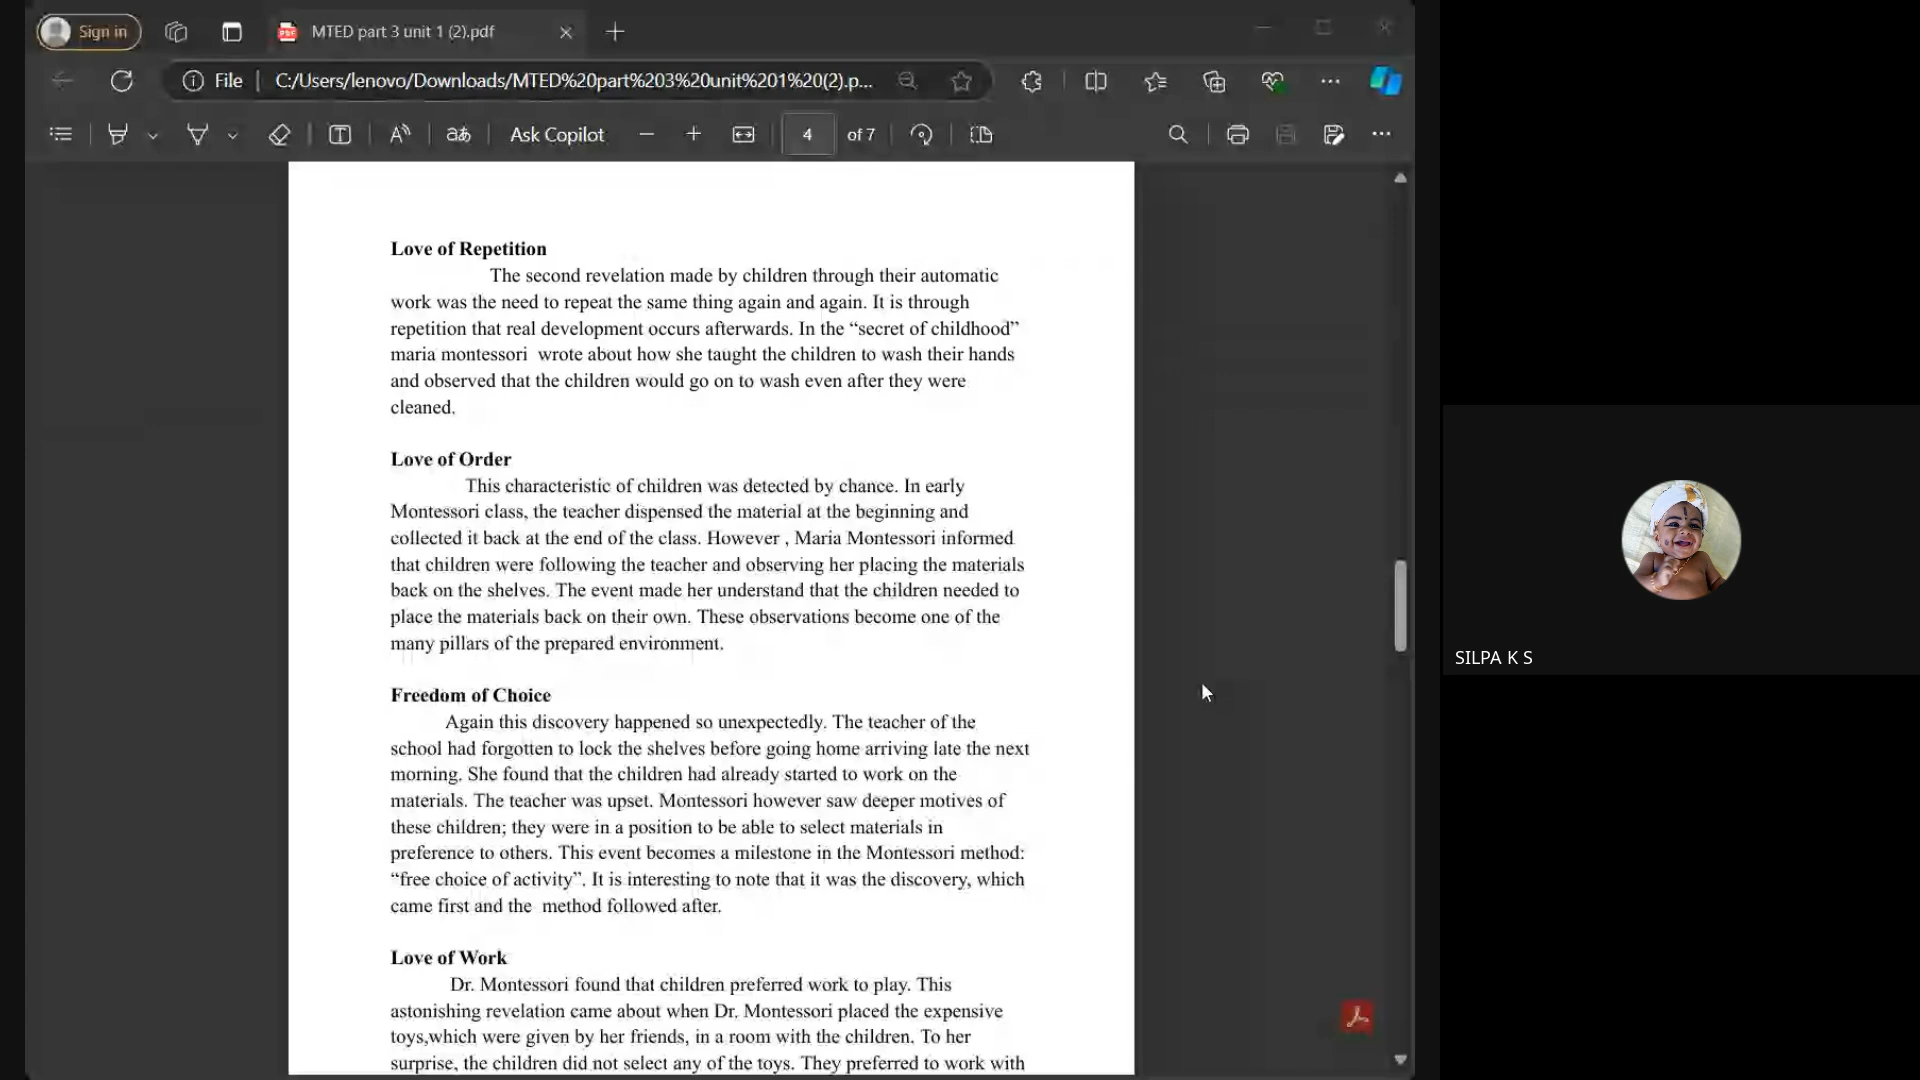 Sign in
MTED part 3 unit 1 (2).pdf
File
C:/Users/lenovo/Downloads/MTED%20part%203%20unit%201%20(2).p...
Ask Copilot
4
of 7
Love of Repetition
The second revelation made by children through their automatic
work was the need to repeat the same thing again and again. It is through
repetition that real development occurs afterwards. In the “secret of childhood”
maria montessori wrote about how she taught the children to wash their hands
and observed that the children would go on to wash even after they were
cleaned.
Love of Order
This characteristic of children was detected by chance. In early
Montessori class, the teacher dispensed the material at the beginning and
collected it back at the end of the class. However , Maria Montessori informed
that children were following the teacher and observing her placing the materials
back on the shelves. The event made her understand that the children needed to
place the materials back on their own. These observations become one of the
many pillars of the prepared environment.
Freedom of Choice
Again this discovery happened so unexpectedly. The teacher of the
school had forgotten to lock the shelves before going home arriving late the next
morning. She found that the children had already started to work on the
materials. The teacher was upset. Montessori however saw deeper motives of
these children; they were in a position to be able to select materials in
preference to others. This event becomes a milestone in the Montessori method:
“free choice of activity”. It is interesting to note that it was the discovery, which
came first and the method followed after.
Love of Work
Dr. Montessori found that children preferred work to play. This
astonishing revelation came about when Dr. Montessori placed the expensive
toys,which were given by her friends, in a room with the children. To her
surprise, the children did not select any of the toys. They preferred to work with
SILPA K S